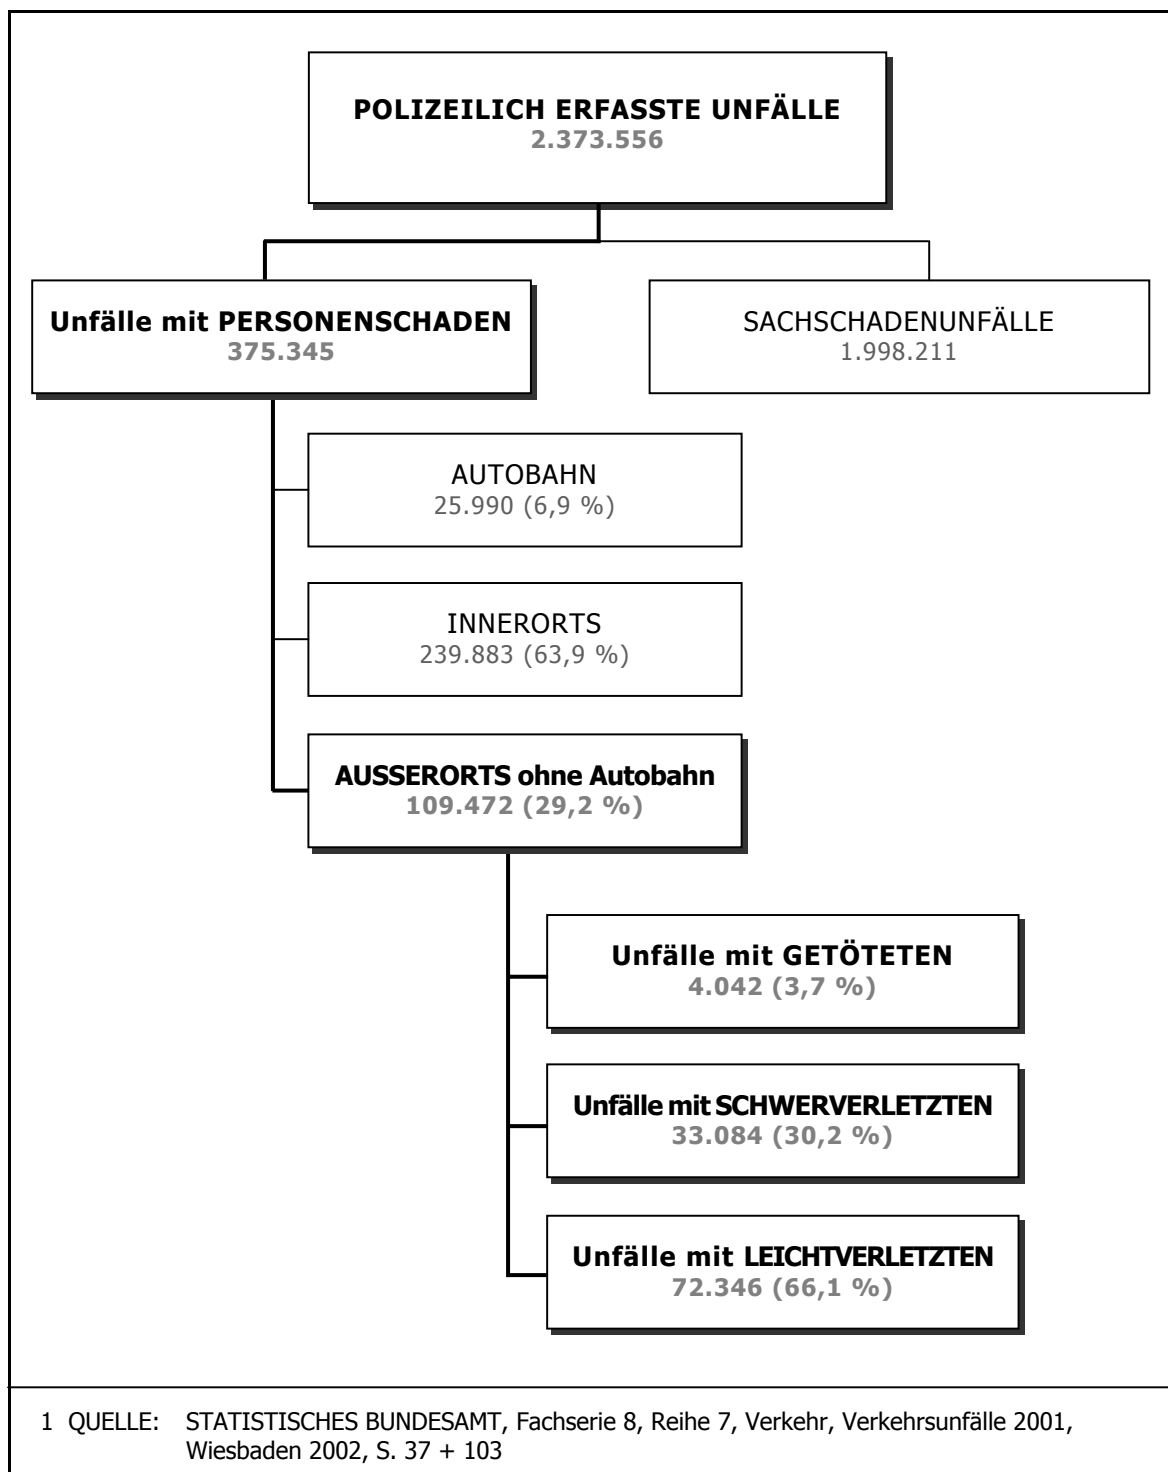 POLIZEILICH ERFASSTE UNFÄLLE
2.373.556
Unfälle mit PERSONENSCHADEN
375.345
SACHSCHADENUNFÄLLE
1.998.211
AUTOBAHN
25.990 (6,9 %)
INNERORTS
239.883 (63,9 %)
AUSSERORTS ohne Autobahn
109.472 (29,2 %)
Unfälle mit GETÖTETEN
4.042 (3,7 %)
Unfälle mit SCHWERVERLETZTEN
33.084 (30,2 %)
Unfälle mit LEICHTVERLETZTEN
72.346 (66,1 %)
1 QUELLE: STATISTISCHES BUNDESAMT, Fachserie 8, Reihe 7, Verkehr, Verkehrsunfälle 2001,
Wiesbaden 2002, S. 37 + 103